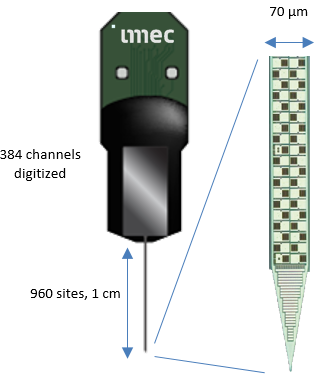 70 µm
imec
384 channels
digitized
960 sites, 1 cm